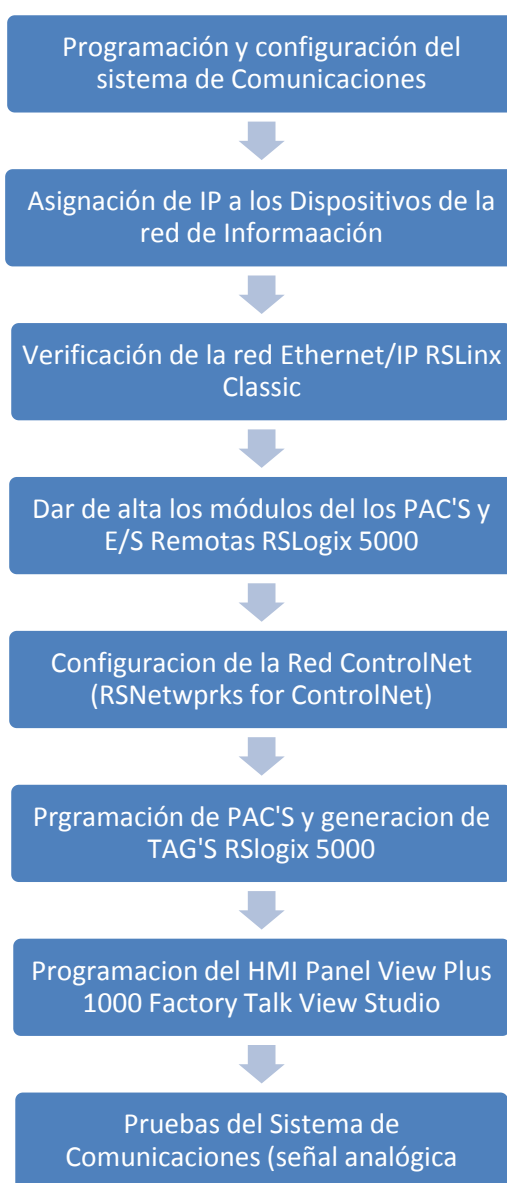 Programación y configuración del
sistema de Comunicaciones
Asignación de IP a los Dispositivos de la
red de Informaación
Verificación de la red Ethernet/IP RSLinx
Classic
Dar de alta los módulos del los PAC'S y
E/S Remotas RSLogix 5000
Configuracion de la Red ControlNet
(RSNetwprks for ControlNet)
Prgramación de PAC'S y generacion de
TAG'S RSlogix 5000
Programacion del HMI Panel View Plus
1000 Factory Talk View Studio
Pruebas del Sistema de
Comunicaciones (señal analógica